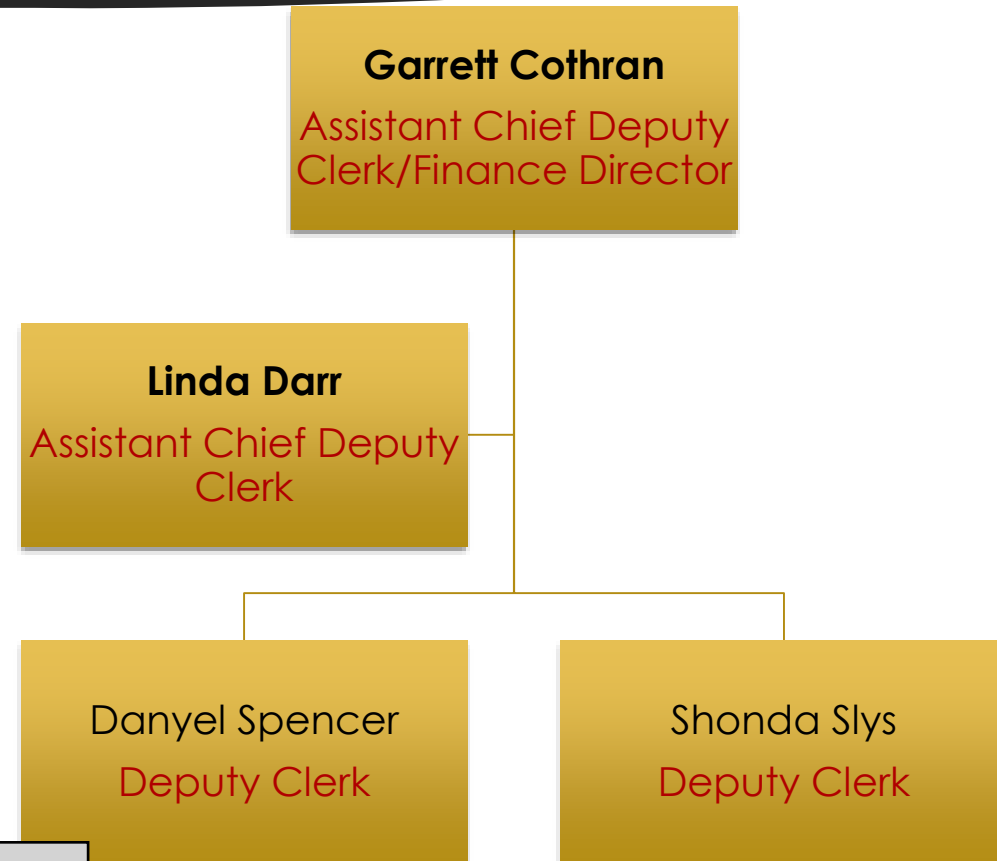 Garrett Cothran
Assistant Chief Deputy
Clerk/Finance Director
Linda Darr
Assistant Chief Deputy
Clerk
Danyel Spencer
Deputy Clerk
Shonda Slys
Deputy Clerk